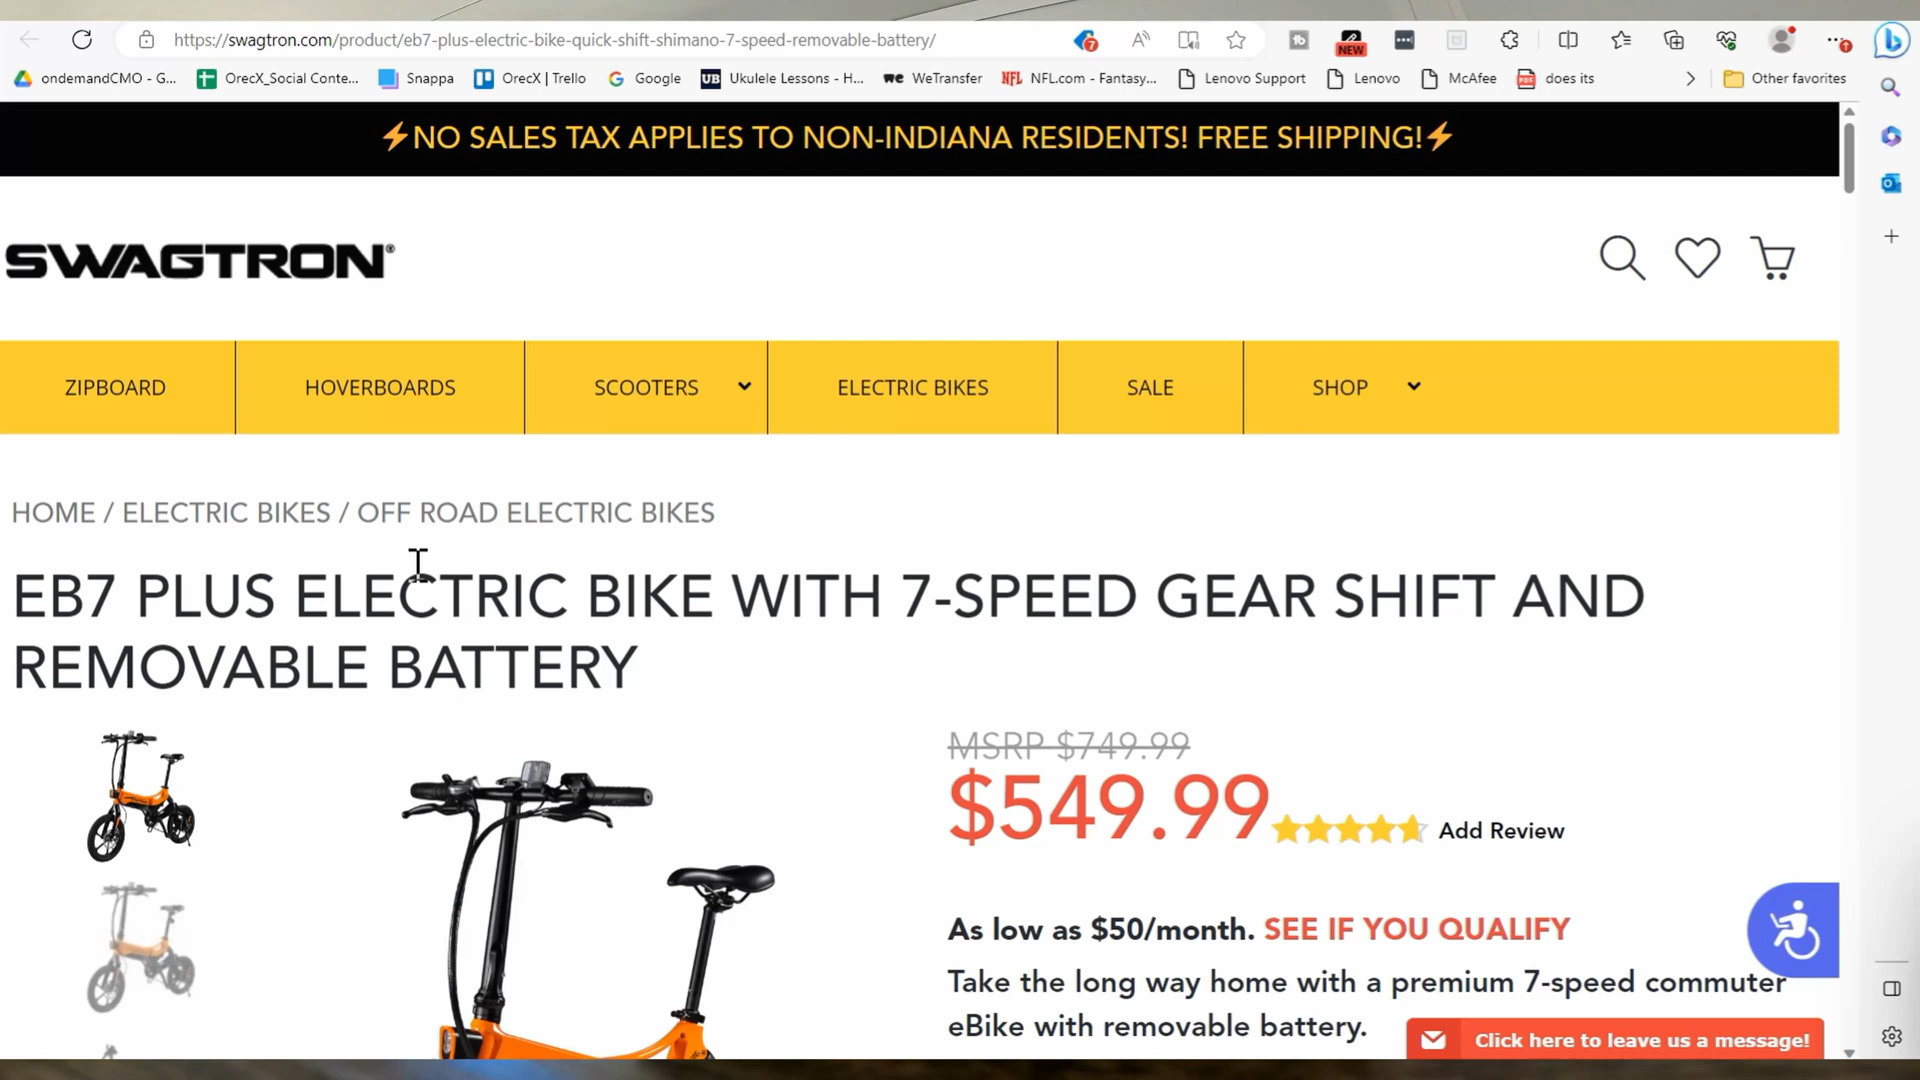 https://swagtron.com/product/eb7-plus-electric-bike-quick-shift-shimano-7-speed-removable-battery/
7
NEW
ondemandCMO - G...
OrecX_Social Conte...
Snappa
OrecX | Trello
Google
UB Ukulele Lessons - H...
we WeTransfer
NFL NFL.com - Fantasy...
Lenovo Support
Lenovo
McAfee
PDF does its
Other favorites
⚡NO SALES TAX APPLIES TO NON-INDIANA RESIDENTS! FREE SHIPPING!⚡
SWAGTRON®
ZIPBOARD
HOVERBOARDS
SCOOTERS
ELECTRIC BIKES
SALE
SHOP
HOME / ELECTRIC BIKES / OFF ROAD ELECTRIC BIKES
EB7 PLUS ELECTRIC BIKE WITH 7-SPEED GEAR SHIFT AND
REMOVABLE BATTERY
MSRP $749.99
$549.99
Add Review
As low as $50/month. SEE IF YOU QUALIFY
Take the long way home with a premium 7-speed commuter
eBike with removable battery.
Click here to leave us a message!